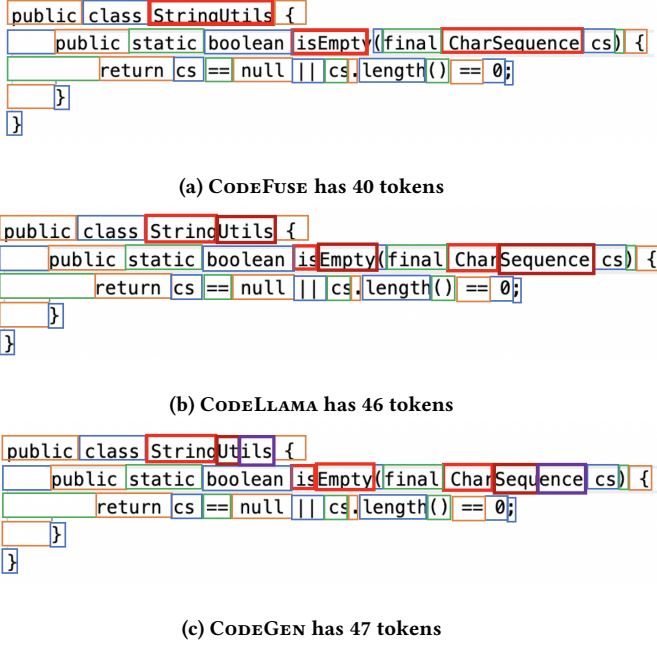 public class StringUtils {
public static boolean isEmpty(final CharSequence cs) {
return cs == null || cs.length() == 0;
}
}
(a) CodeFuse has 40 tokens
public class StringUtils {
public static boolean isEmpty(final CharSequence cs) {
return cs == null || cs.length() == 0;
}
}
(b) CodeLlama has 46 tokens
public class StringUtils {
public static boolean isEmpty(final CharSequence cs) {
return cs == null || cs.length() == 0;
}
}
(c) CodeGen has 47 tokens